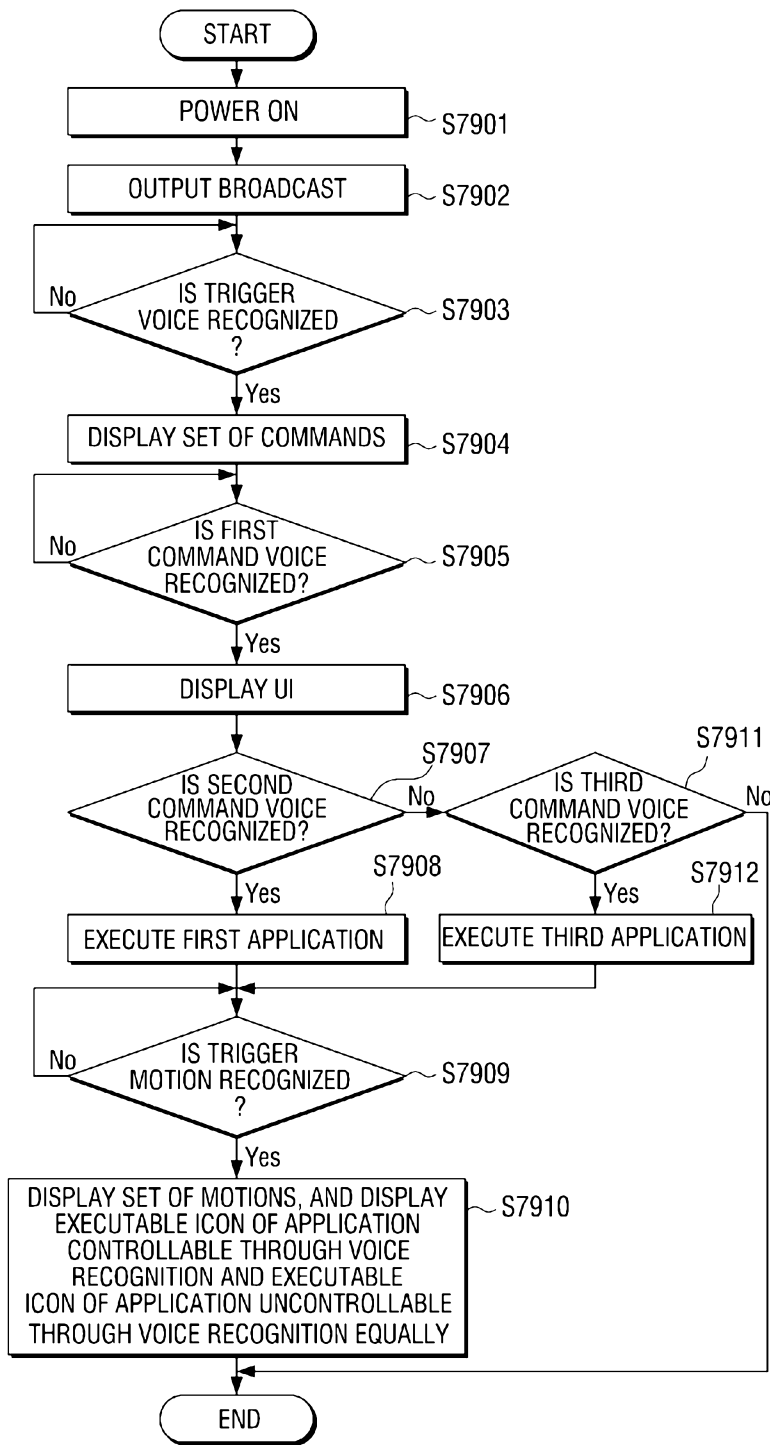 START
POWER ON
S7901
OUTPUT BROADCAST
S7902
No
IS TRIGGER
VOICE RECOGNIZED
?
S7903
Yes
DISPLAY SET OF COMMANDS
S7904
No
IS FIRST
COMMAND VOICE
RECOGNIZED?
S7905
Yes
DISPLAY UI
S7906
IS SECOND
COMMAND VOICE
RECOGNIZED?
S7907
No
IS THIRD
COMMAND VOICE
RECOGNIZED?
S7911
No
Yes
S7908
EXECUTE FIRST APPLICATION
Yes
S7912
EXECUTE THIRD APPLICATION
No
IS TRIGGER
MOTION RECOGNIZED
?
S7909
Yes
DISPLAY SET OF MOTIONS, AND DISPLAY
EXECUTABLE ICON OF APPLICATION
CONTROLLABLE THROUGH VOICE
RECOGNITION AND EXECUTABLE
ICON OF APPLICATION UNCONTROLLABLE
THROUGH VOICE RECOGNITION EQUALLY
S7910
END